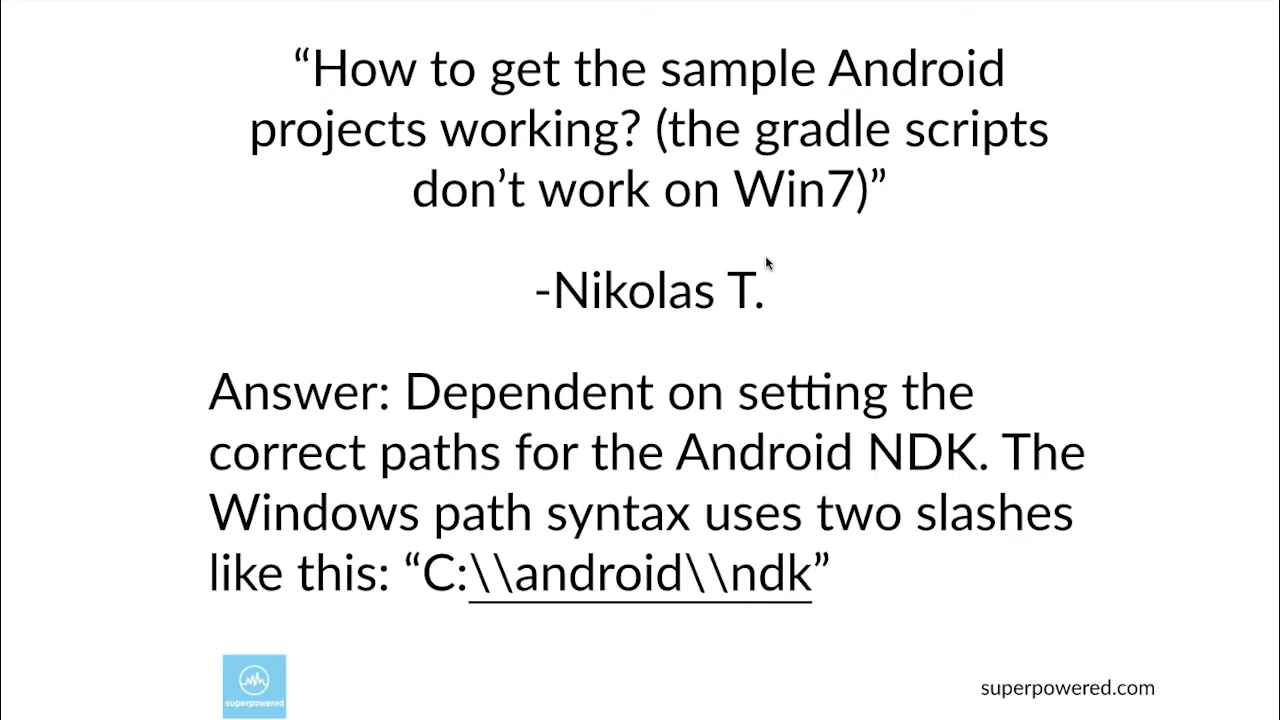 “How to get the sample Android
projects working? (the gradle scripts
don’t work on Win7)”
-Nikolas T.
Answer: Dependent on setting the
correct paths for the Android NDK. The
Windows path syntax uses two slashes
like this: “C:\\android\\ndk”
superpowered
superpowered.com